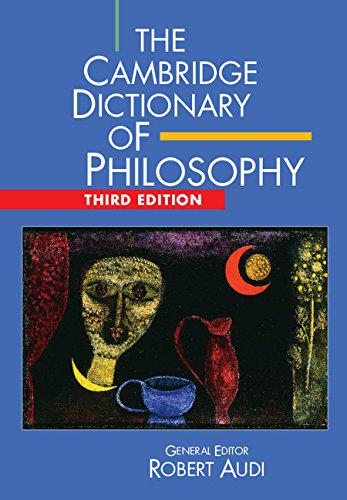 THE
CAMBRIDGE
DICTIONARY
OF
PHILOSOPHY
THIRD EDITION
GENERAL EDITOR
ROBERT AUDI